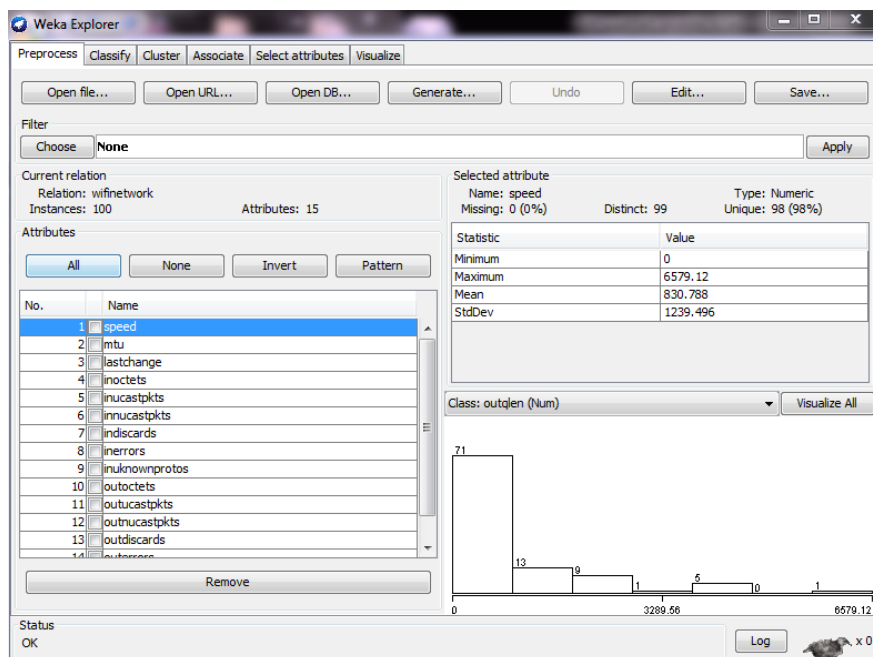 Weka Explorer
Preprocess Classify Cluster Associate Select attributes Visualize
Open file... Open URL... Open DB... Generate... Undo Edit... Save...
Filter
Choose None Apply
Current relation
Relation: wifinetwork
Instances: 100 Attributes: 15
Attributes
All None Invert Pattern
No. Name
1 speed
2 mtu
3 lastchange
4 inoctets
5 inucastpkts
6 innucastpkts
7 indiscards
8 inerrors
9 inuknownprotos
10 outoctets
11 outucastpkts
12 outnucastpkts
13 outdiscards
14 outerrors
Remove
Selected attribute
Name: speed Type: Numeric
Missing: 0 (0%) Distinct: 99 Unique: 98 (98%)
Statistic Value
Minimum 0
Maximum 6579.12
Mean 830.788
StdDev 1239.496
Class: outqlen (Num) Visualize All
71
13
9
1
5
0
1
0 3289.56 6579.12
Status
OK
Log x 0